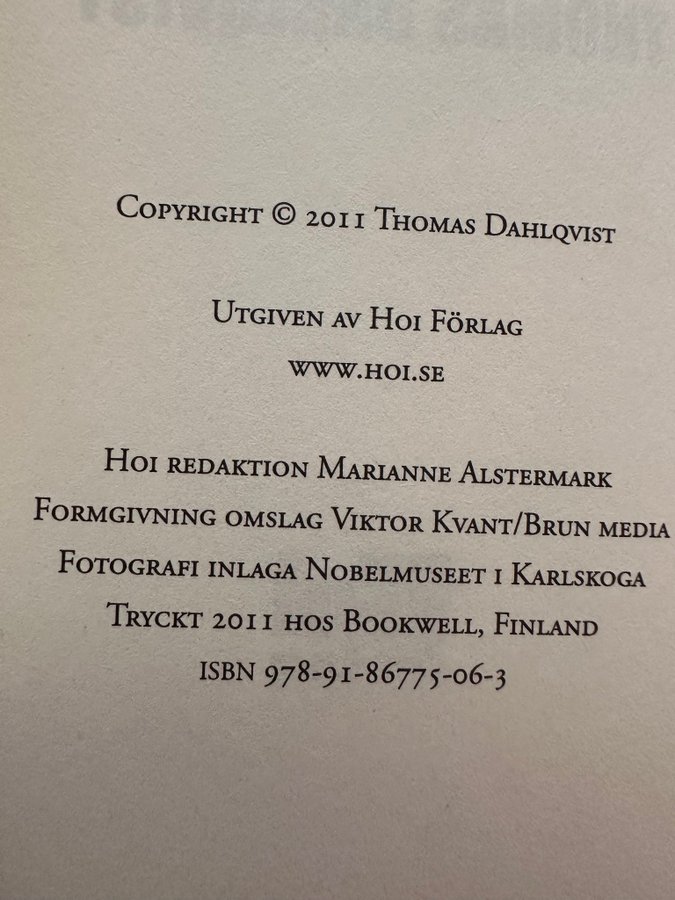 Copyright © 2011 Thomas Dahlqvist
Utgiven av Hoi Förlag
www.hoi.se
Hoi redaktion Marianne Alstermark
Formgivning omslag Viktor Kvant/Brun media
Fotografi inlaga Nobelmuseet i Karlskoga
Tryckt 2011 hos Bookwell, Finland
ISBN 978-91-86775-06-3